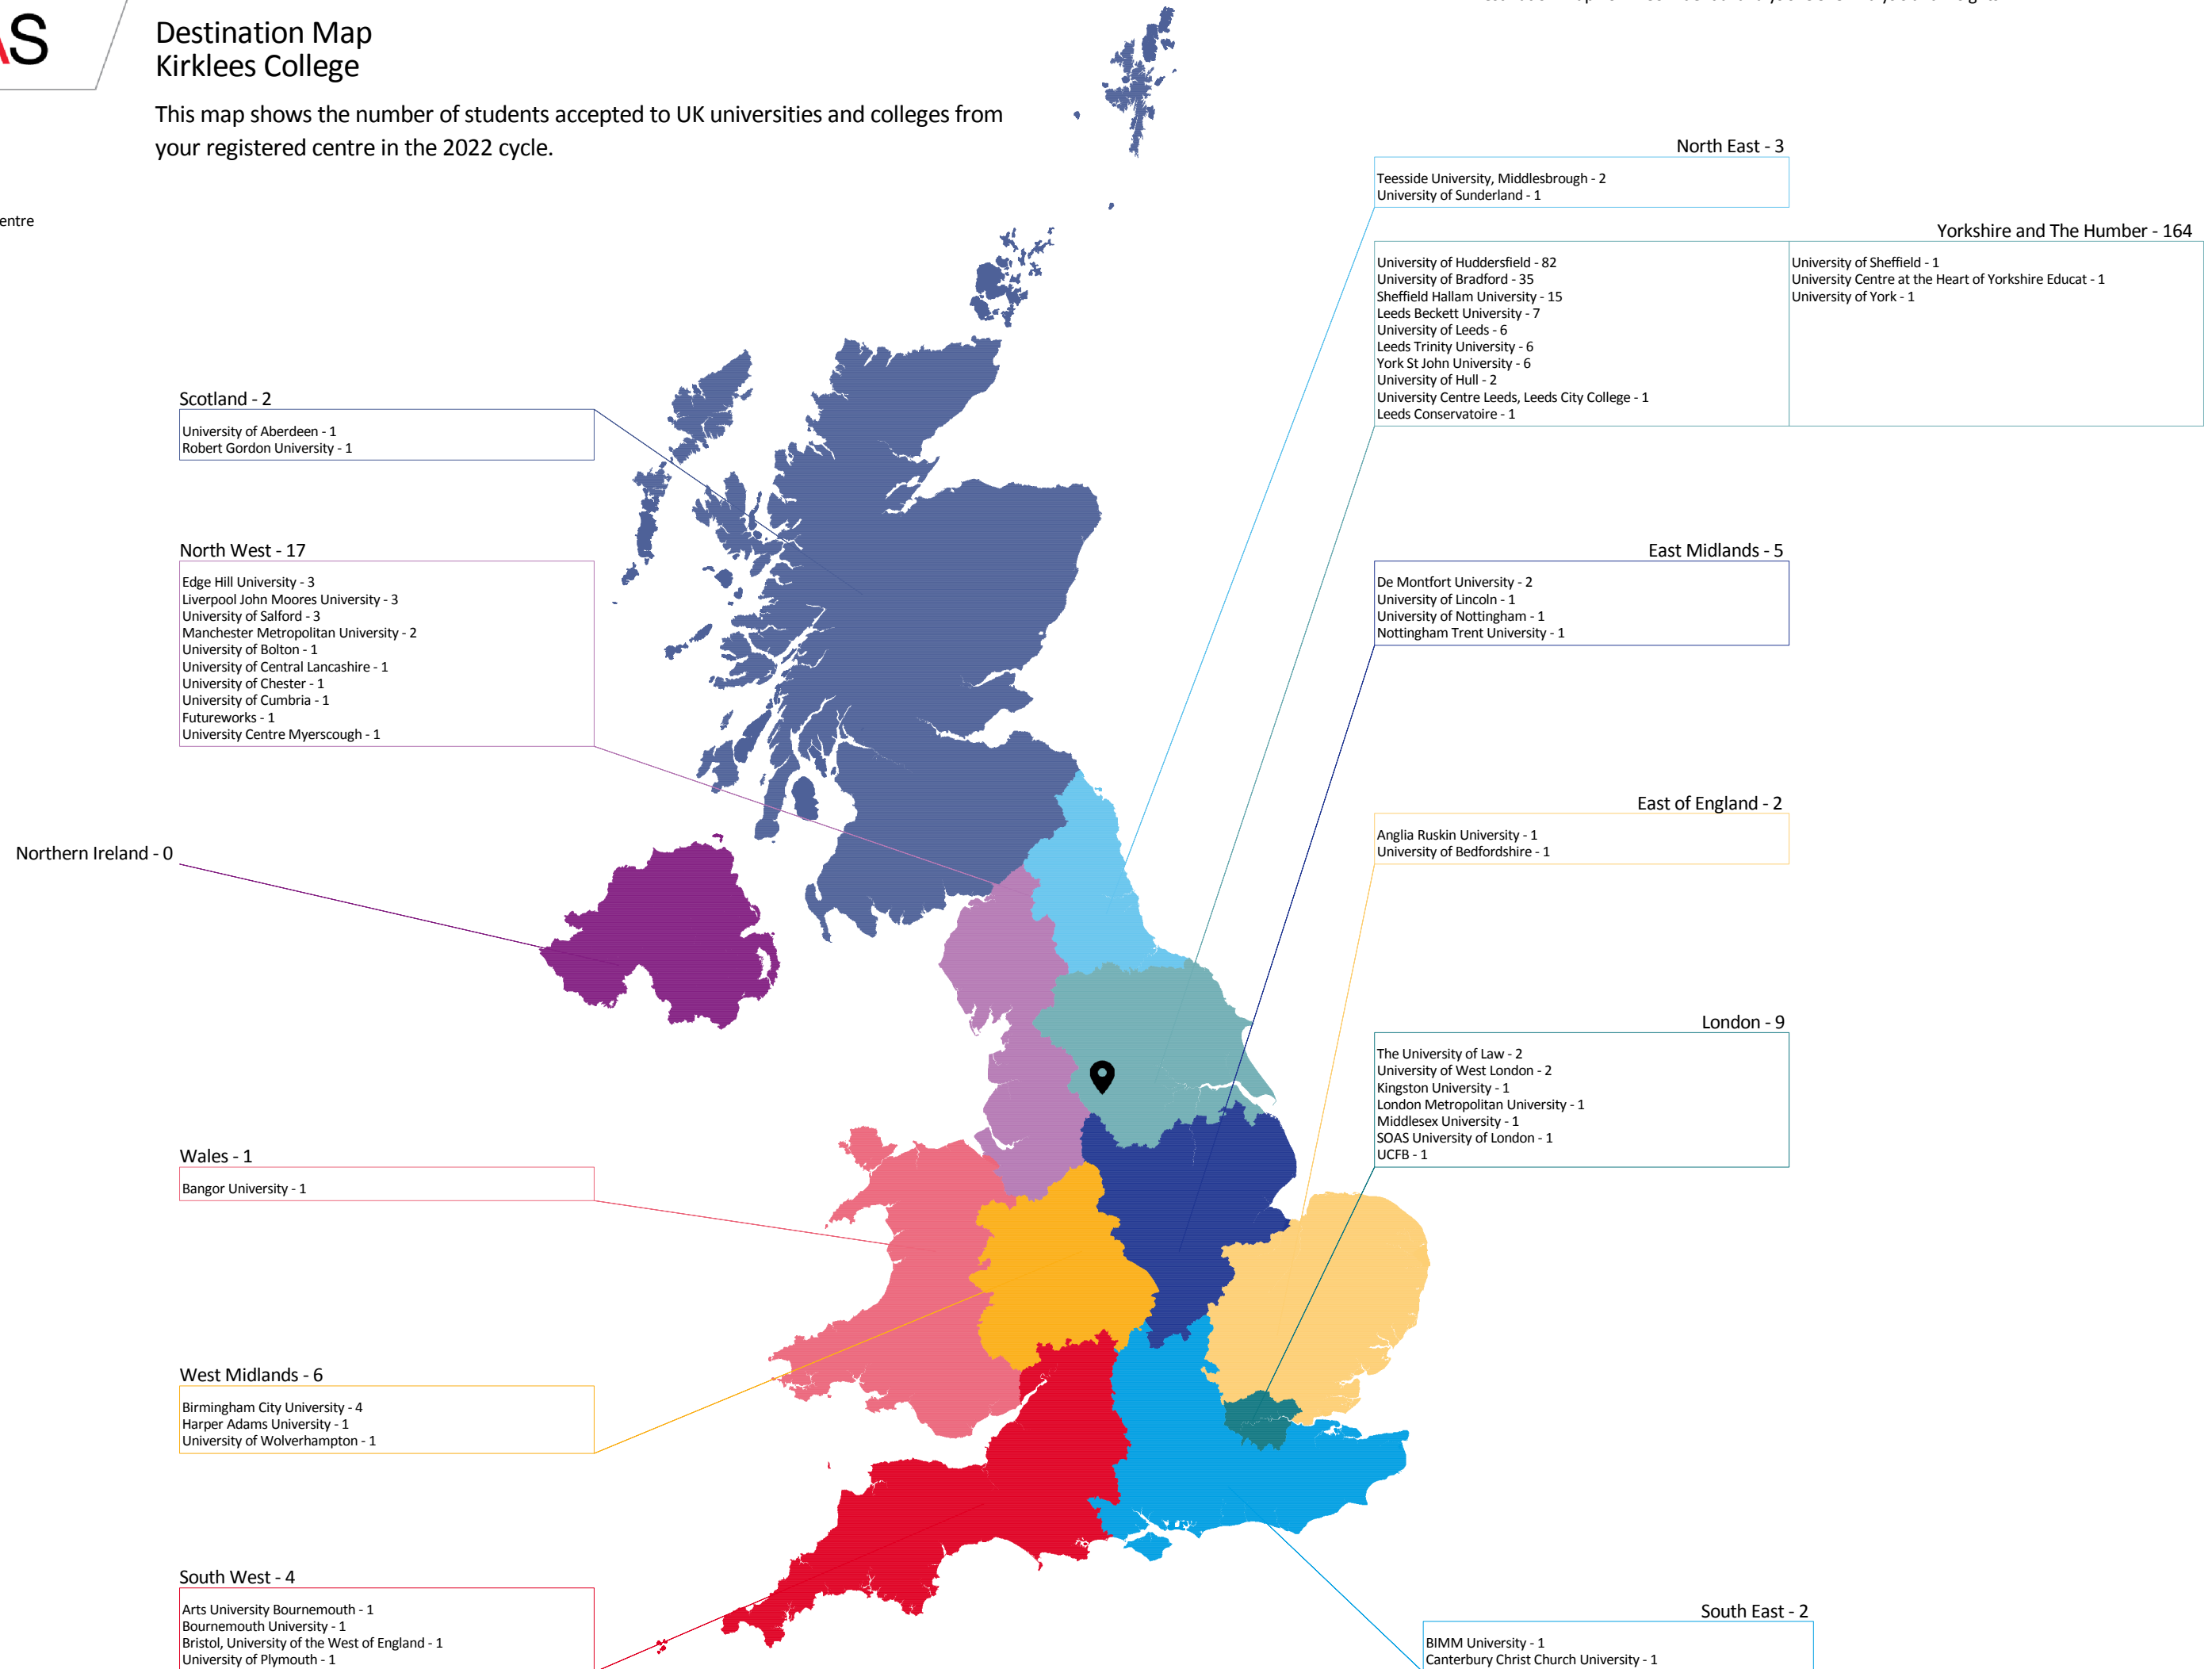 AS
Destination Map
Kirklees College
This map shows the number of students accepted to UK universities and colleges from
your registered centre in the 2022 cycle.
entre
North East - 3
Teesside University, Middlesbrough - 2
University of Sunderland - 1
Yorkshire and The Humber - 164
University of Huddersfield - 82
University of Bradford - 35
Sheffield Hallam University - 15
Leeds Beckett University - 7
University of Leeds - 6
Leeds Trinity University - 6
York St John University - 6
University of Hull - 2
University Centre Leeds, Leeds City College - 1
Leeds Conservatoire - 1
University of Sheffield - 1
University Centre at the Heart of Yorkshire Educat - 1
University of York - 1
Scotland - 2
University of Aberdeen - 1
Robert Gordon University - 1
North West - 17
Edge Hill University - 3
Liverpool John Moores University - 3
University of Salford - 3
Manchester Metropolitan University - 2
University of Bolton - 1
University of Central Lancashire - 1
University of Chester - 1
University of Cumbria - 1
Futureworks - 1
University Centre Myerscough - 1
East Midlands - 5
De Montfort University - 2
University of Lincoln - 1
University of Nottingham - 1
Nottingham Trent University - 1
East of England - 2
Anglia Ruskin University - 1
University of Bedfordshire - 1
Northern Ireland - 0
London - 9
The University of Law - 2
University of West London - 2
Kingston University - 1
London Metropolitan University - 1
Middlesex University - 1
SOAS University of London - 1
UCFB - 1
Wales - 1
Bangor University - 1
West Midlands - 6
Birmingham City University - 4
Harper Adams University - 1
University of Wolverhampton - 1
South West - 4
Arts University Bournemouth - 1
Bournemouth University - 1
Bristol, University of the West of England - 1
University of Plymouth - 1
South East - 2
BIMM University - 1
Canterbury Christ Church University - 1